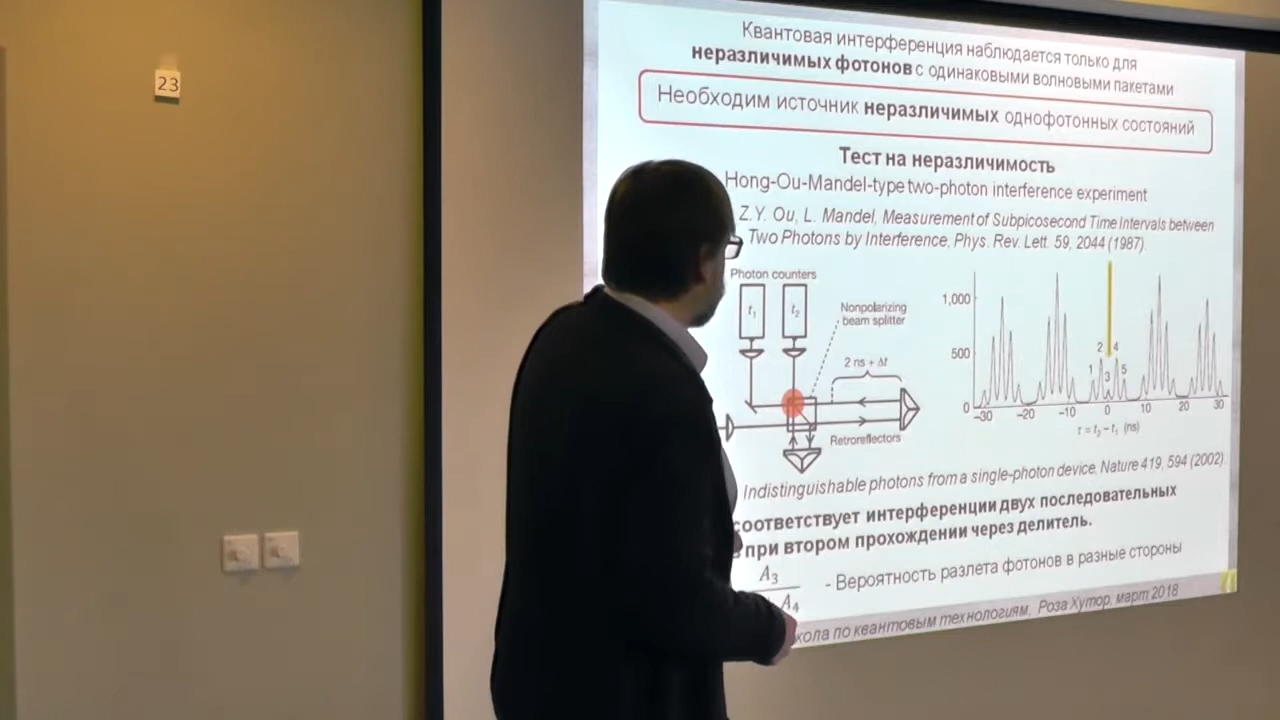 23
Квантовая интерференция наблюдается только для
неразличимых фотонов с одинаковыми волновыми пакетами
Необходим источник неразличимых однофотонных состояний
Тест на неразличимость
Hong-Ou-Mandel-type two-photon interference experiment
Z.Y. Ou, L. Mandel, Measurement of Subpicosecond Time Intervals between
Two Photons by Interference, Phys. Rev. Lett. 59, 2044 (1987).
Photon counters
t₁ t₂
Nonpolarizing
beam splitter
2 ns + Δt
Retroreflectors
1,000
500
0
1 2 3 4 5
−30 −20 −10 0 10 20 30
τ = t₂ − t₁ (ns)
Indistinguishable photons from a single-photon device, Nature 419, 594 (2002).
соответствует интерференции двух последовательных
при втором прохождении через делитель.
A₃
A₄
- Вероятность разлета фотонов в разные стороны
кола по квантовым технологиям, Роза Хутор, март 2018